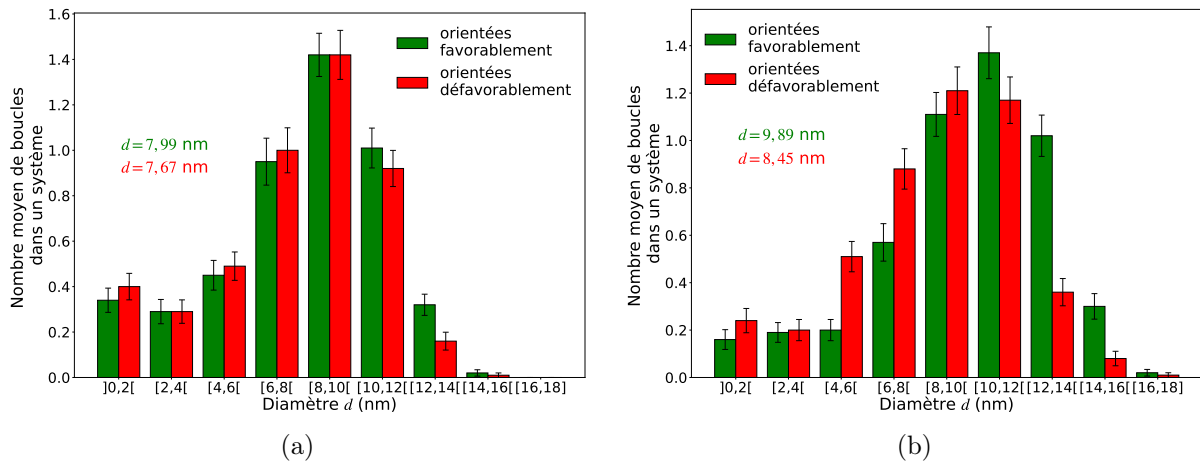 1.6
1.4
1.2
1.0
0.8
0.6
0.4
0.2
0.0
Nombre moyen de boucles
dans un système
orientées
favorablement
orientées
défavorablement
d=7,99 nm
d=7,67 nm
]0,2[ [2,4[ [4,6[ [6,8[ [8,10[ [10,12[ [12,14[ [14,16[ [16,18]
Diamètre d (nm)
(a)
1.4
1.2
1.0
0.8
0.6
0.4
0.2
0.0
Nombre moyen de boucles
dans un système
orientées
favorablement
orientées
défavorablement
d=9,89 nm
d=8,45 nm
]0,2[ [2,4[ [4,6[ [6,8[ [8,10[ [10,12[ [12,14[ [14,16[ [16,18]
Diamètre d (nm)
(b)